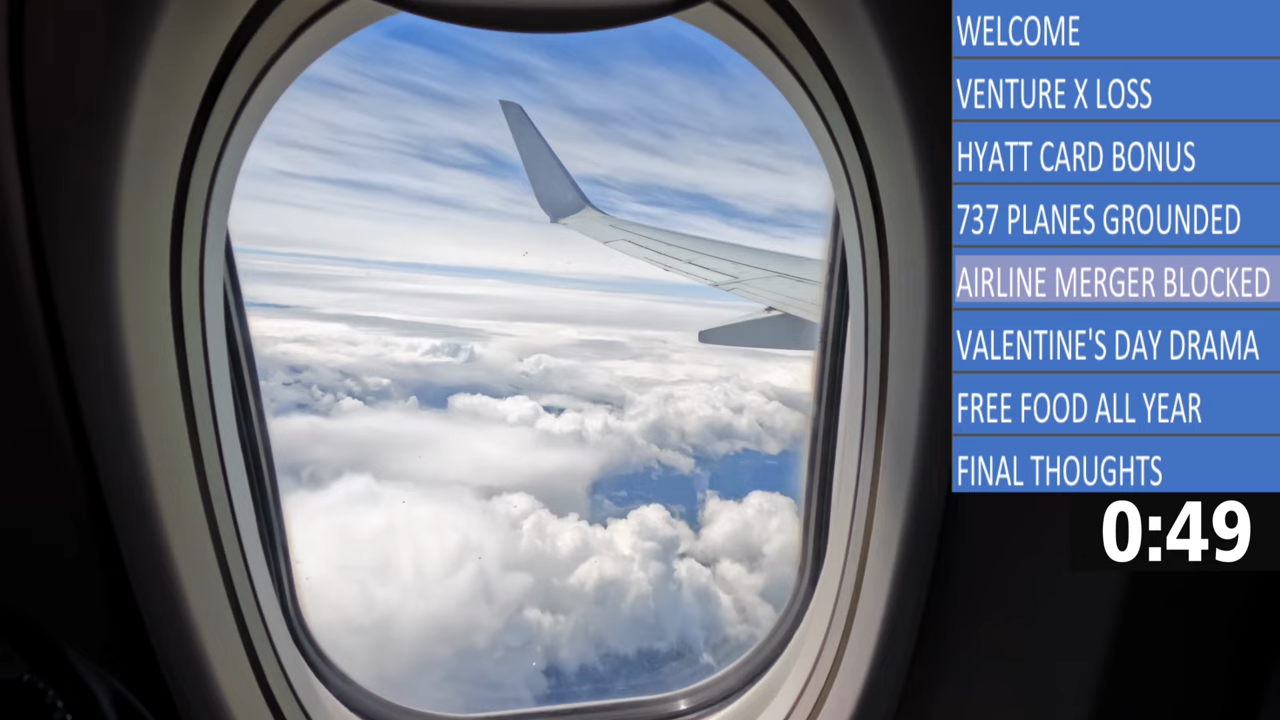 WELCOME
VENTURE X LOSS
HYATT CARD BONUS
737 PLANES GROUNDED
AIRLINE MERGER BLOCKED
VALENTINE'S DAY DRAMA
FREE FOOD ALL YEAR
FINAL THOUGHTS
0:49